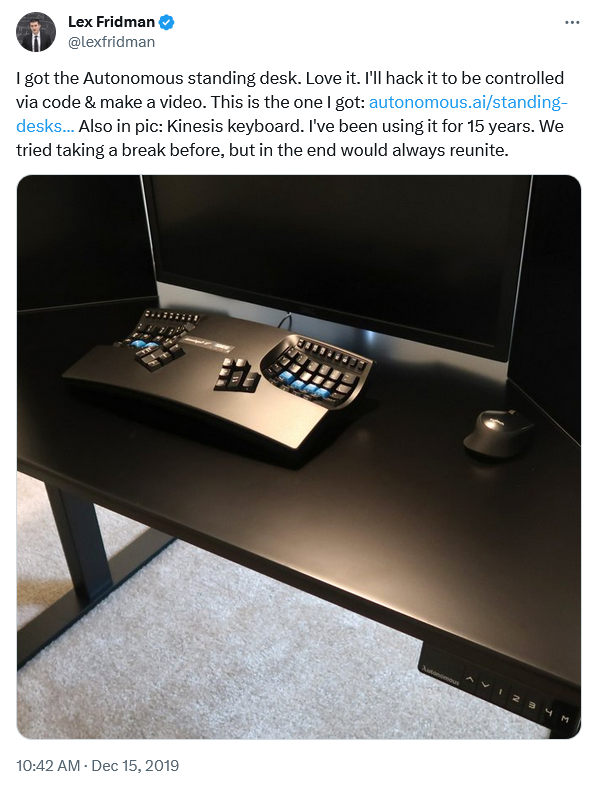 Lex Fridman
@lexfridman
I got the Autonomous standing desk. Love it. I'll hack it to be controlled
via code & make a video. This is the one I got: autonomous.ai/standing-
desks... Also in pic: Kinesis keyboard. I've been using it for 15 years. We
tried taking a break before, but in the end would always reunite.
Autonomous
1 2 3 4 M
10:42 AM · Dec 15, 2019